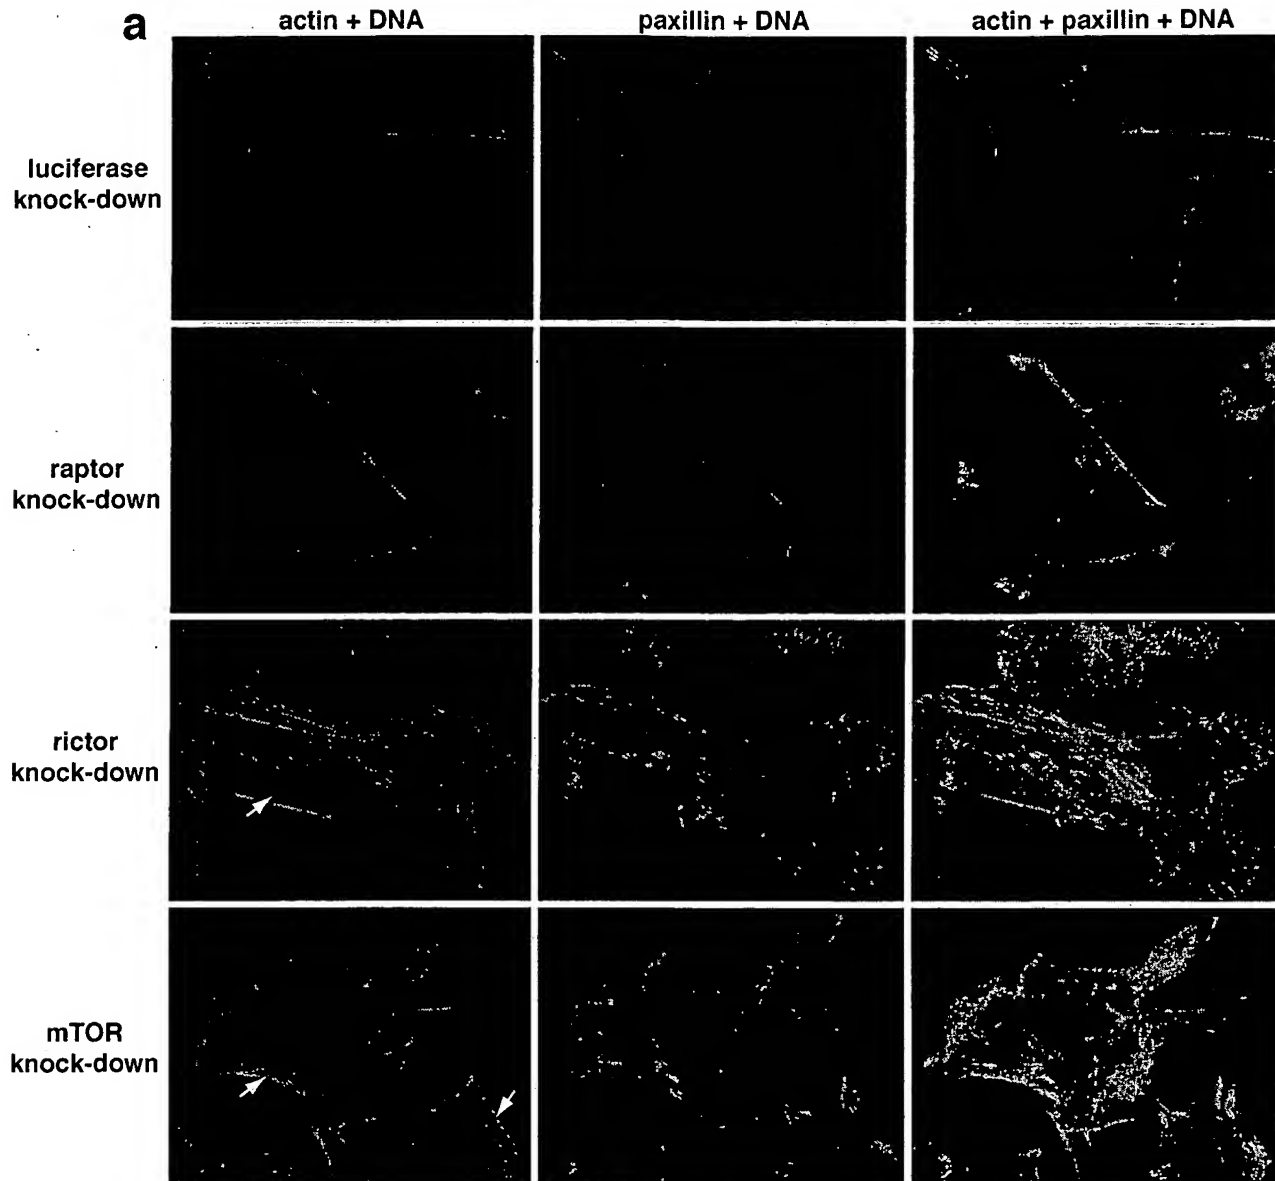 a
actin + DNA
paxillin + DNA
actin + paxillin + DNA
luciferase
knock-down
raptor
knock-down
rictor
knock-down
mTOR
knock-down